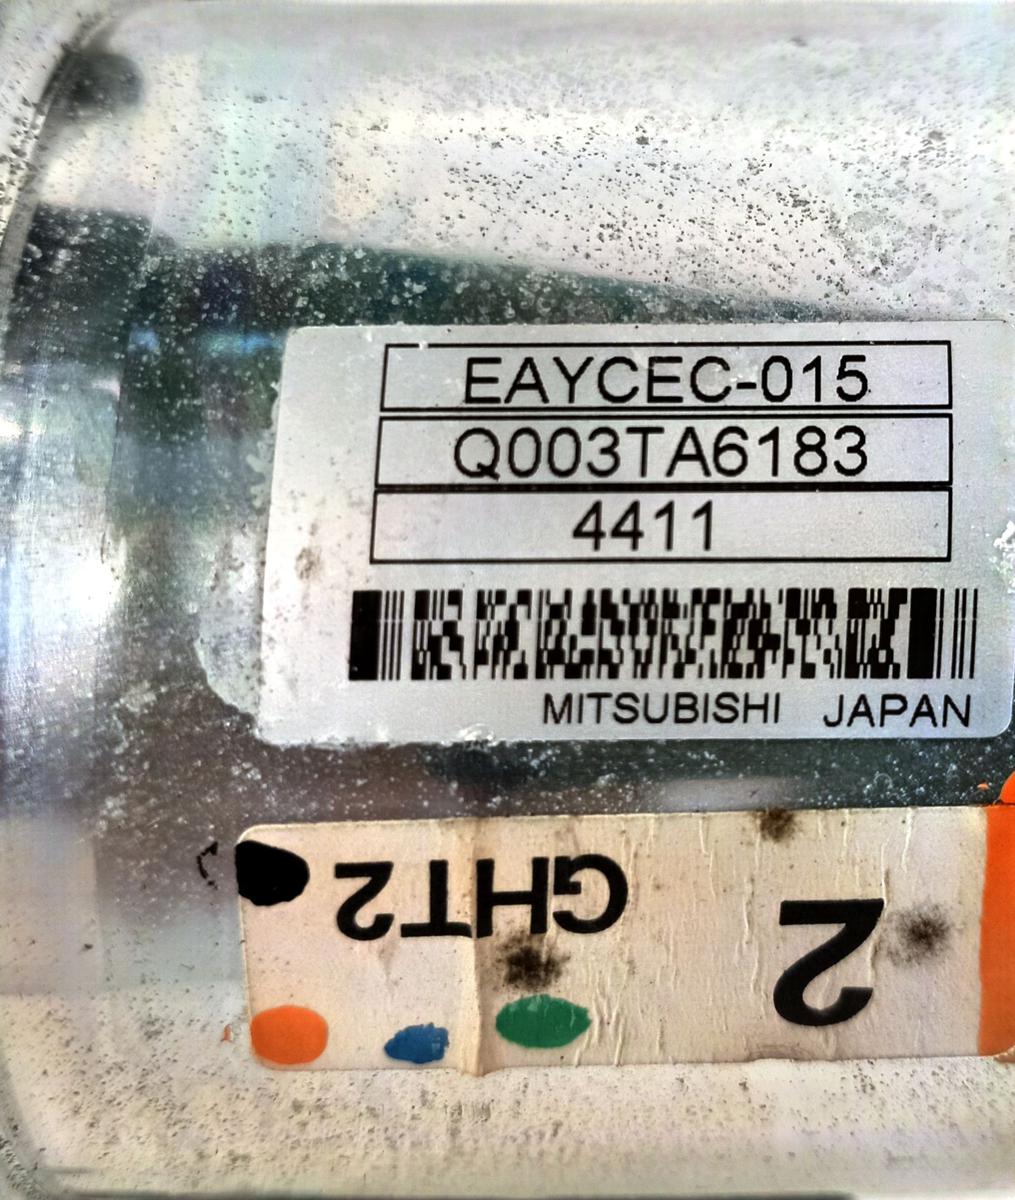 EAYCEC-015
Q003TA6183
4411
MITSUBISHI JAPAN
GHT2
2